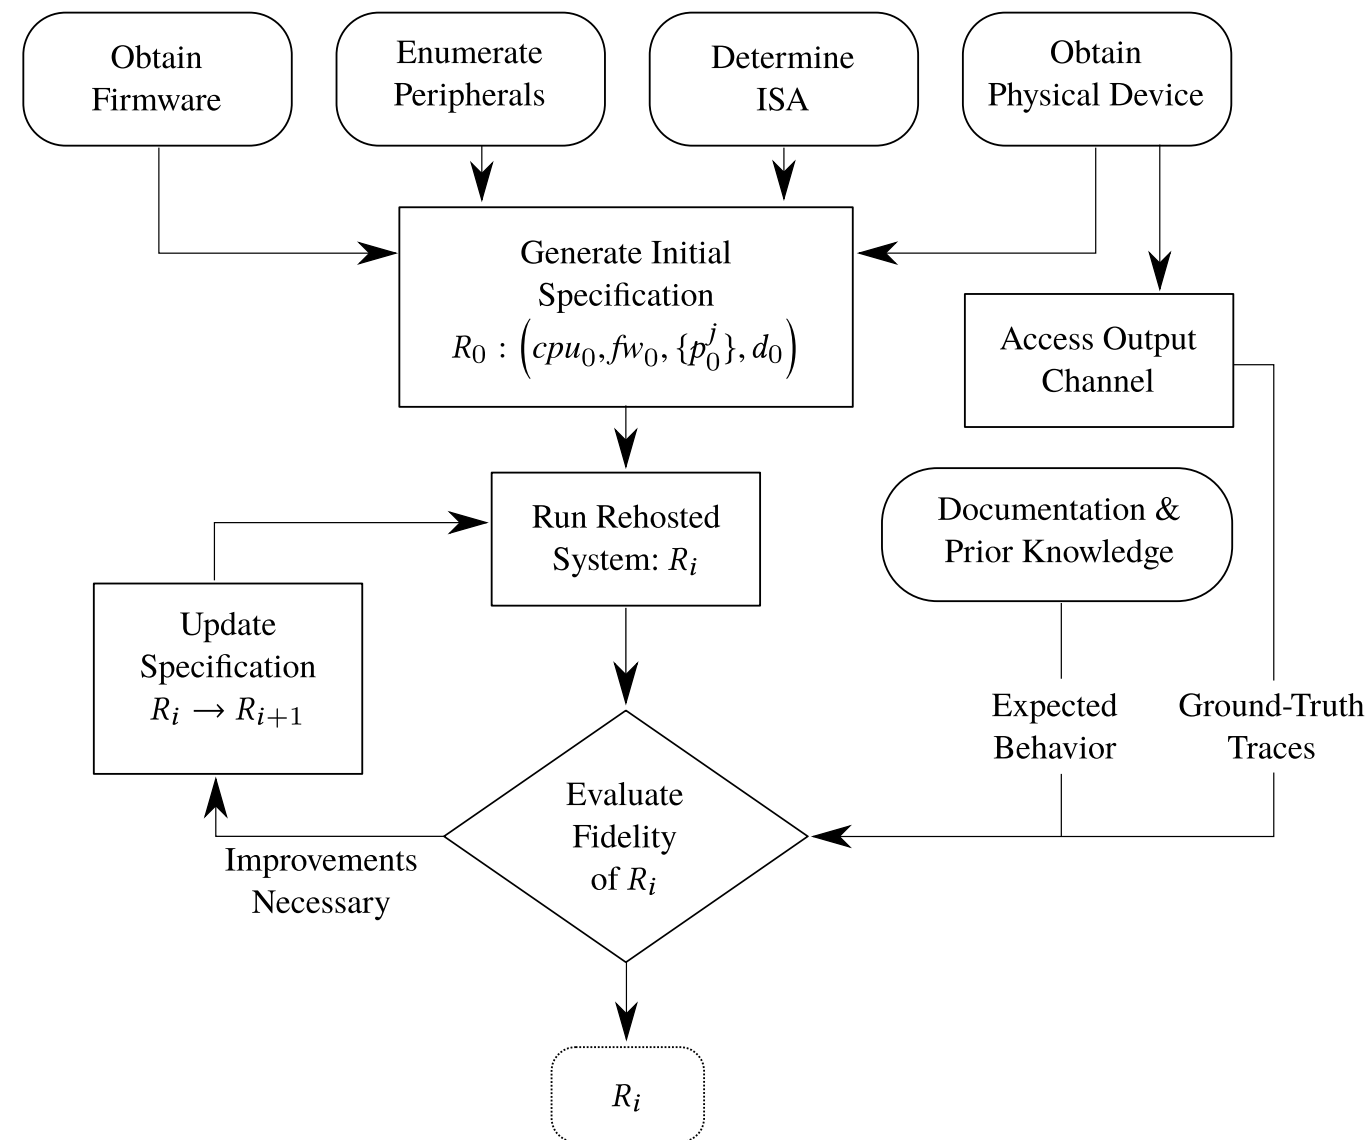 Obtain
Firmware
Enumerate
Peripherals
Determine
ISA
Obtain
Physical Device
Generate Initial
Specification
R₀ : (cpu₀, fw₀, {p₀ʲ}, d₀)
Access Output
Channel
Run Rehosted
System: Rᵢ
Documentation &
Prior Knowledge
Update
Specification
Rᵢ → Rᵢ₊₁
Expected
Behavior
Ground-Truth
Traces
Evaluate
Fidelity
of Rᵢ
Improvements
Necessary
Rᵢ